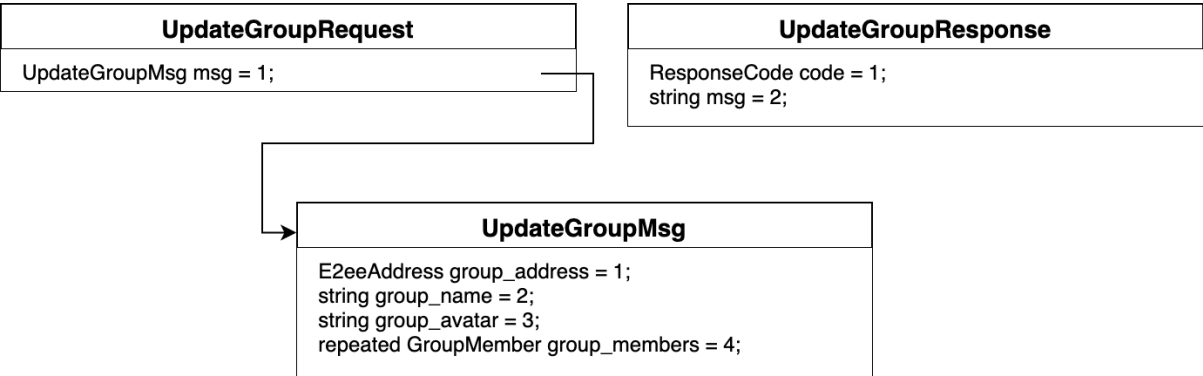 UpdateGroupRequest
UpdateGroupMsg msg = 1;
UpdateGroupResponse
ResponseCode code = 1;
string msg = 2;
UpdateGroupMsg
E2eeAddress group_address = 1;
string group_name = 2;
string group_avatar = 3;
repeated GroupMember group_members = 4;